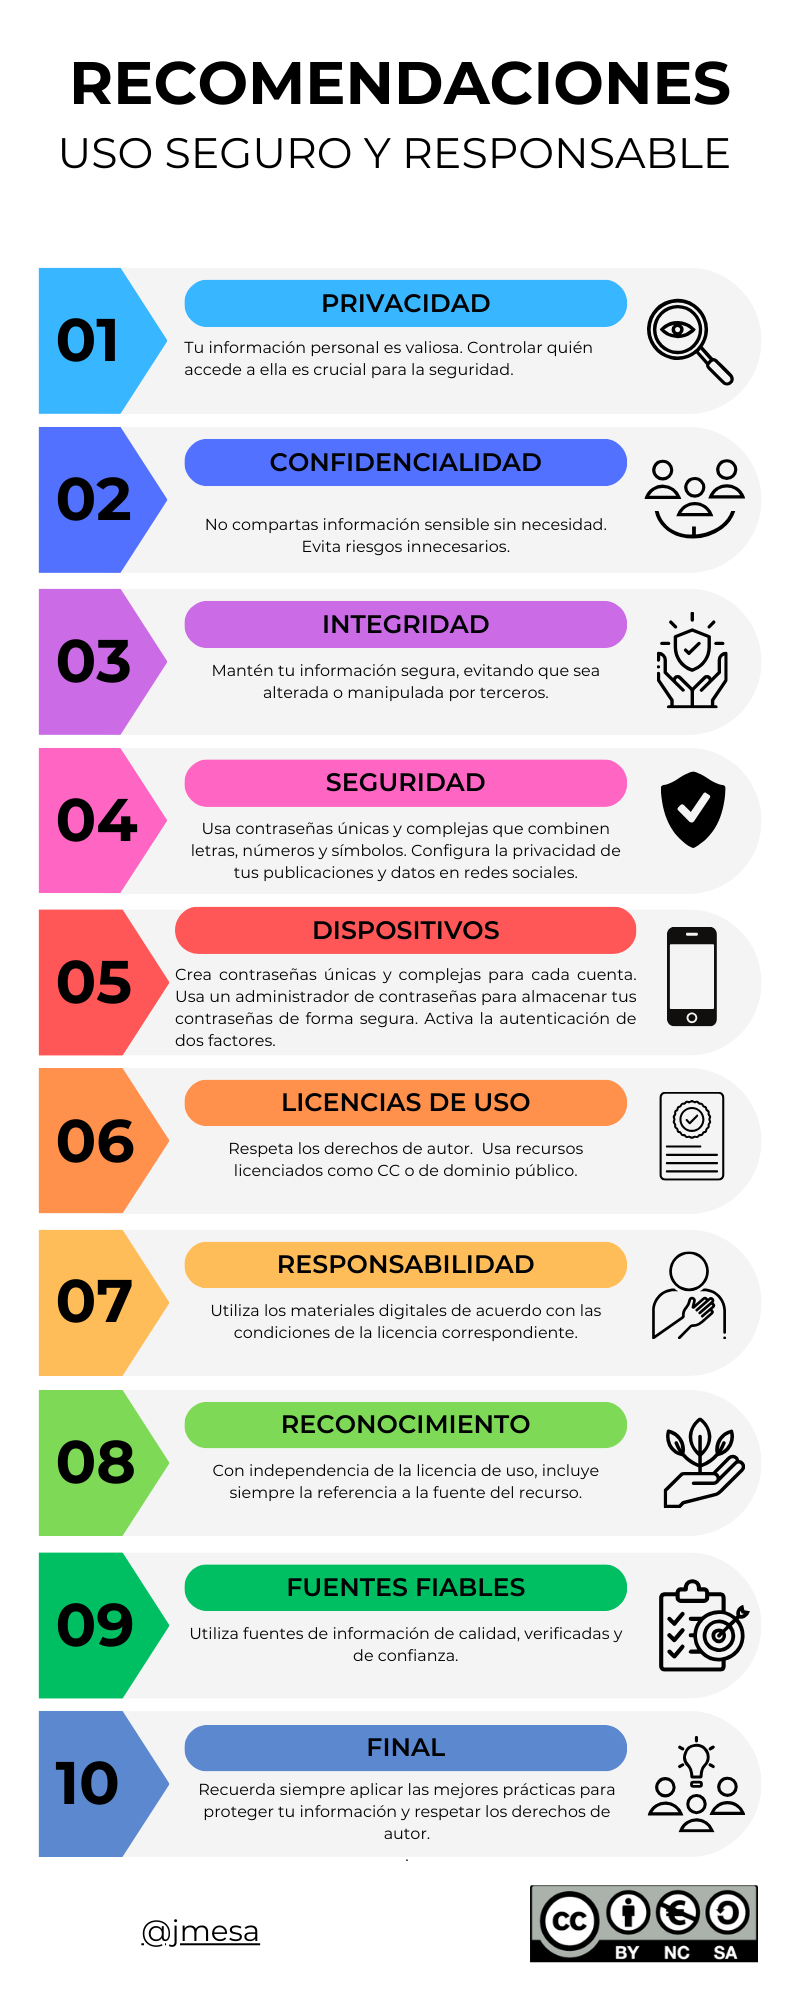 RECOMENDACIONES
USO SEGURO Y RESPONSABLE
01
PRIVACIDAD
Tu información personal es valiosa. Controlar quién
accede a ella es crucial para la seguridad.
02
CONFIDENCIALIDAD
No compartas información sensible sin necesidad.
Evita riesgos innecesarios.
03
INTEGRIDAD
Mantén tu información segura, evitando que sea
alterada o manipulada por terceros.
04
SEGURIDAD
Usa contraseñas únicas y complejas que combinen
letras, números y símbolos. Configura la privacidad de
tus publicaciones y datos en redes sociales.
05
DISPOSITIVOS
Crea contraseñas únicas y complejas para cada cuenta.
Usa un administrador de contraseñas para almacenar tus
contraseñas de forma segura. Activa la autenticación de
dos factores.
06
LICENCIAS DE USO
Respeta los derechos de autor.  Usa recursos
licenciados como CC o de dominio público.
07
RESPONSABILIDAD
Utiliza los materiales digitales de acuerdo con las
condiciones de la licencia correspondiente.
08
RECONOCIMIENTO
Con independencia de la licencia de uso, incluye
siempre la referencia a la fuente del recurso.
09
FUENTES FIABLES
Utiliza fuentes de información de calidad, verificadas y
de confianza.
10
FINAL
Recuerda siempre aplicar las mejores prácticas para
proteger tu información y respetar los derechos de
autor.
.
@jmesa
CC
BY NC SA